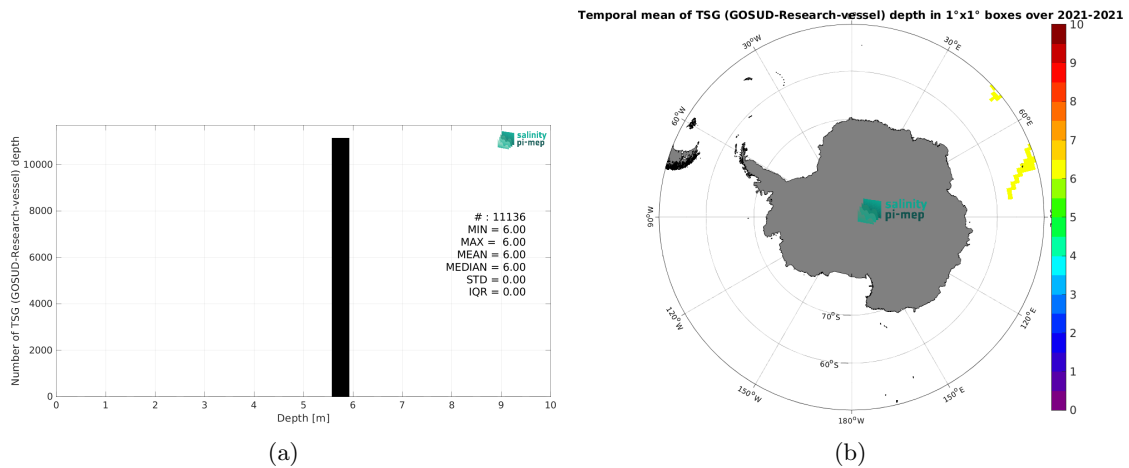 Temporal mean of TSG (GOSUD-Research-vessel) depth in 1°x1° boxes over 2021-2021
Number of TSG (GOSUD-Research-vessel) depth
10000
8000
6000
4000
2000
0
salinity
pi-mep
# : 11136
MIN = 6.00
MAX = 6.00
MEAN = 6.00
MEDIAN = 6.00
STD = 0.00
IQR = 0.00
0 1 2 3 4 5 6 7 8 9 10
Depth [m]
(a)
30°W
30°E
60°W
60°E
90°W
salinity
pi-mep
120°W
120°E
70°S
60°S
150°W
150°E
180°W
10
9
8
7
6
5
4
3
2
1
0
(b)